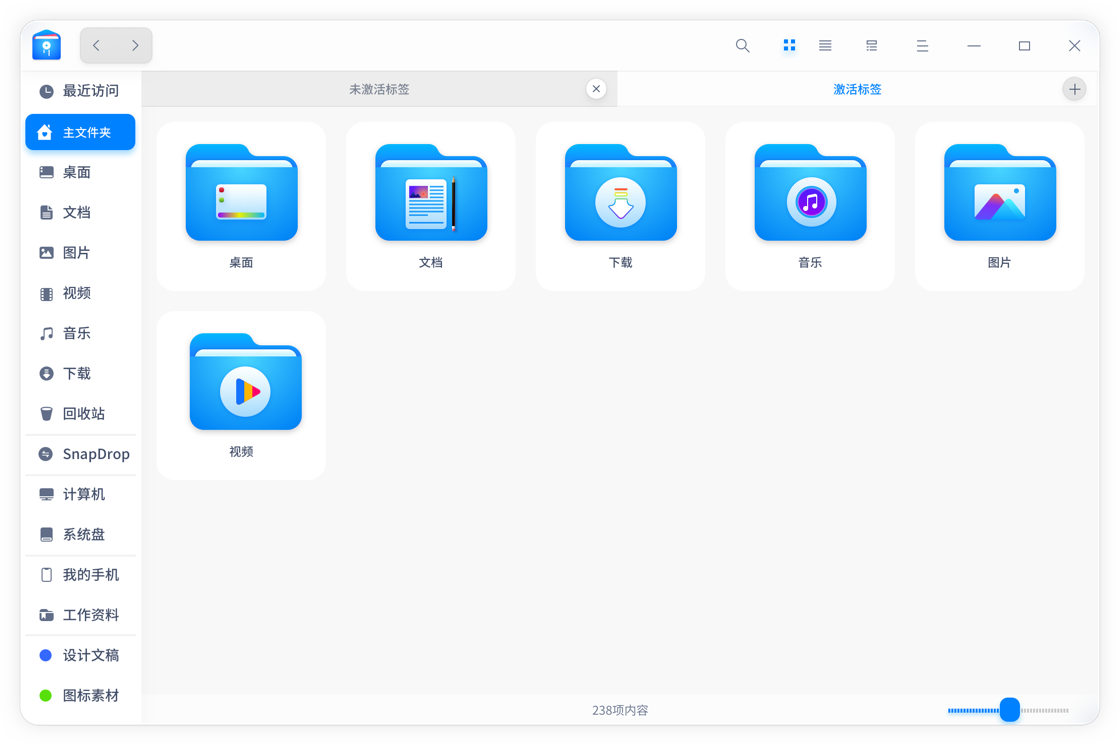 未激活标签
激活标签
最近访问
主文件夹
桌面
文档
图片
视频
音乐
下载
回收站
SnapDrop
计算机
系统盘
我的手机
工作资料
设计文稿
图标素材
桌面
文档
下载
音乐
图片
视频
238项内容